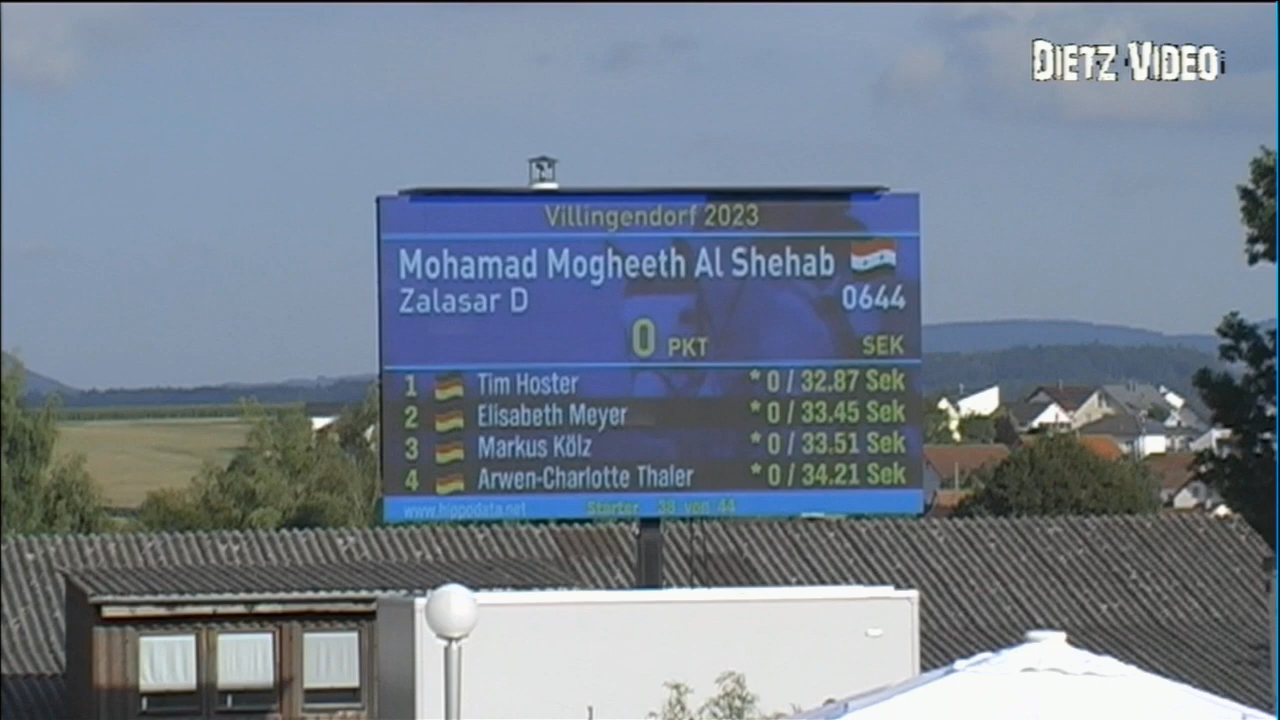 DIETZ VIDEO
Villingendorf 2023
Mohamad Mogheeth Al Shehab
Zalasar D 0644
0 PKT SEK
1 Tim Hoster * 0 / 32.87 Sek
2 Elisabeth Meyer * 0 / 33.45 Sek
3 Markus Kölz * 0 / 33.51 Sek
4 Arwen-Charlotte Thaler * 0 / 34.21 Sek
www.hippodata.net Starter 38 von 44